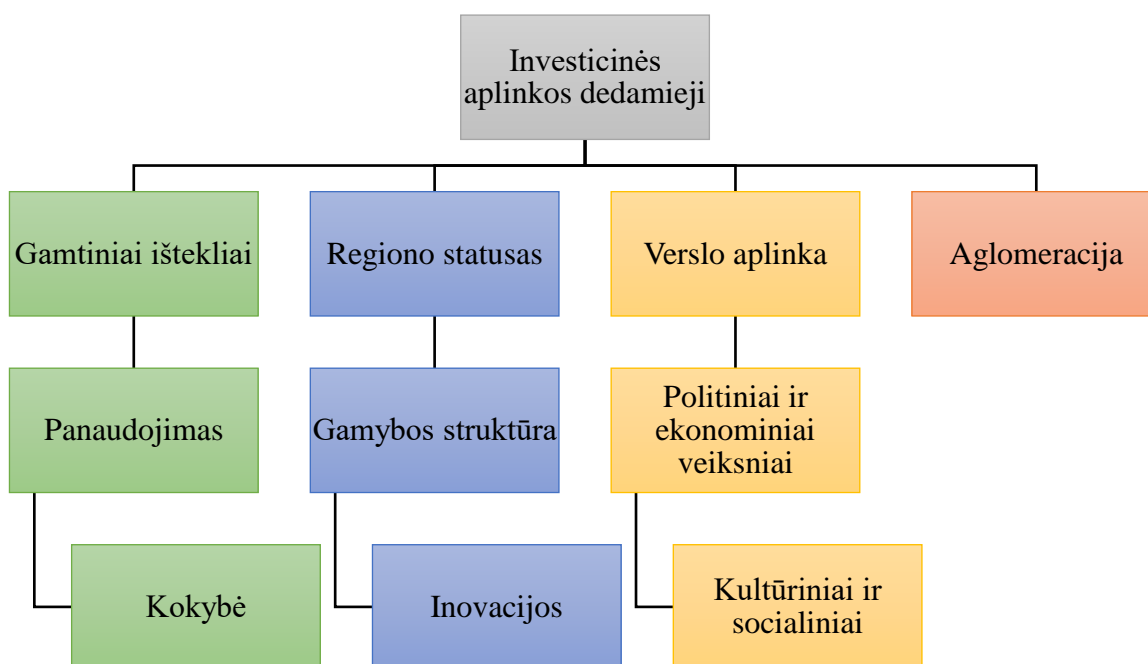 Investicinės
aplinkos dedamieji
Gamtiniai ištekliai
Regiono statusas
Verslo aplinka
Aglomeracija
Panaudojimas
Gamybos struktūra
Politiniai ir
ekonominiai
veiksniai
Kokybė
Inovacijos
Kultūriniai ir
socialiniai